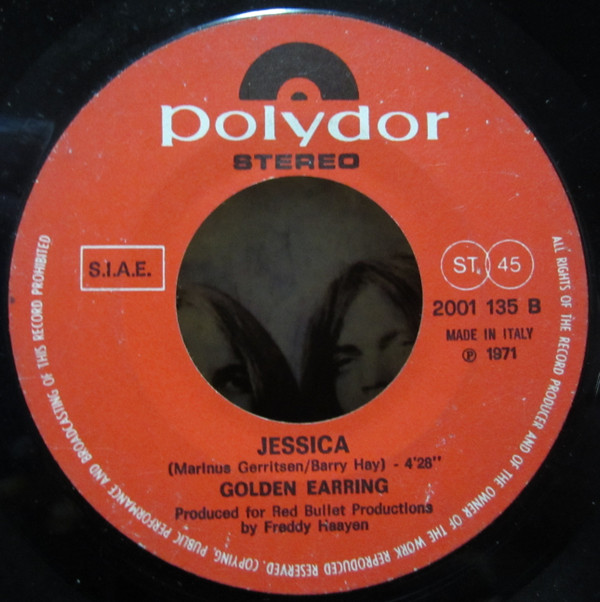 polydor
STEREO
S.I.A.E.
ST. 45
2001 135 B
MADE IN ITALY
℗ 1971
JESSICA
(Marinus Gerritsen/Barry Hay) - 4'28"
GOLDEN EARRING
Produced for Red Bullet Productions
by Freddy Haayen
ALL RIGHTS OF THE RECORD PRODUCER AND OF THE OWNER OF THE WORK REPRODUCED RESERVED. COPYING, PUBLIC PERFORMANCE AND BROADCASTING OF THIS RECORD PROHIBITED